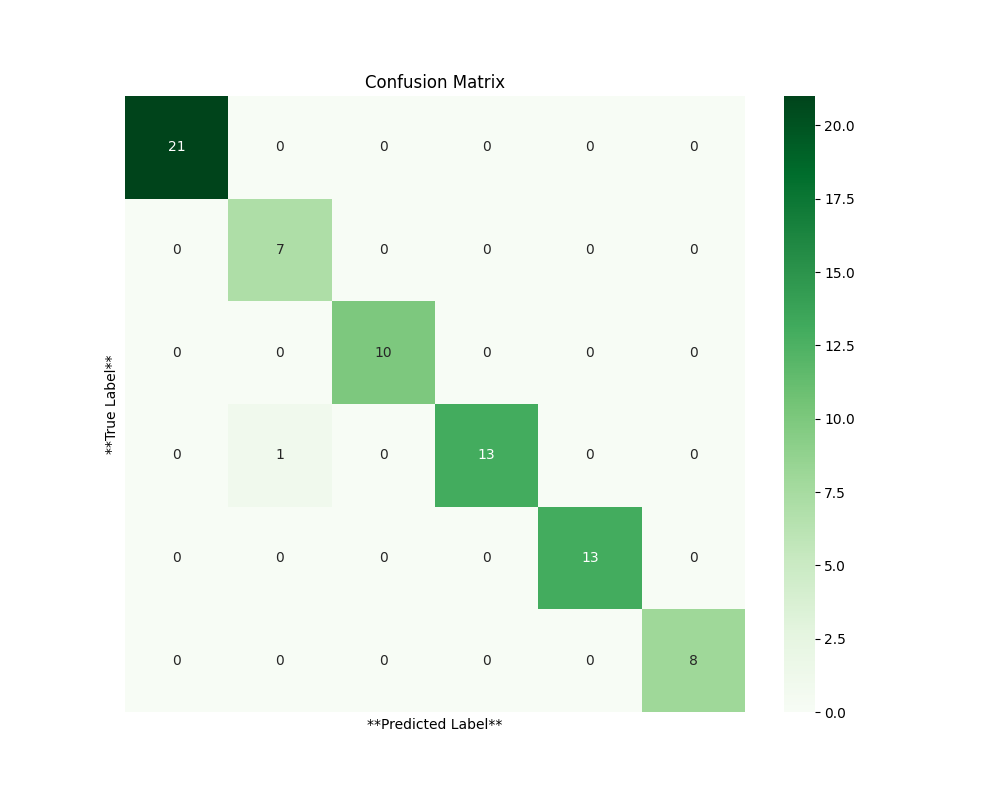 Confusion Matrix
21 0 0 0 0 0
0 7 0 0 0 0
0 0 10 0 0 0
0 1 0 13 0 0
0 0 0 0 13 0
0 0 0 0 0 8
**True Label**
**Predicted Label**
20.0
17.5
15.0
12.5
10.0
7.5
5.0
2.5
0.0